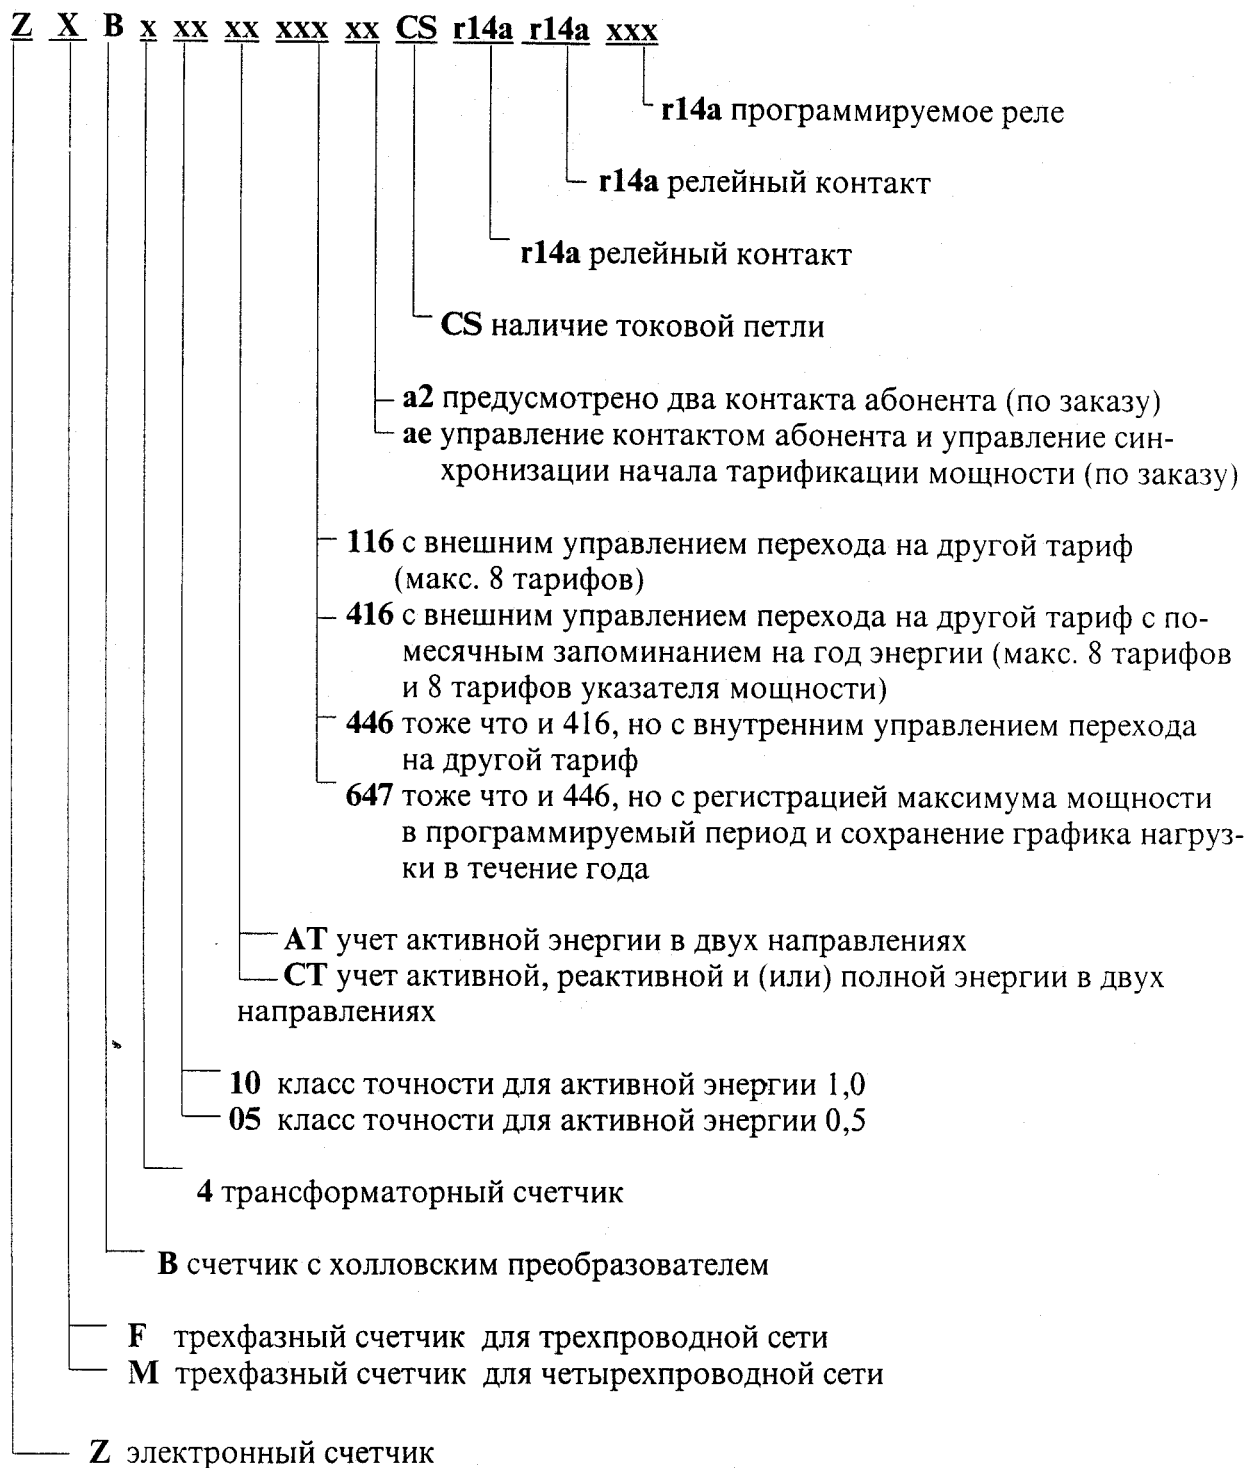 Z X B x xx xx xxx xx CS r14a r14a xxx
r14a программируемое реле
r14a релейный контакт
r14a релейный контакт
CS наличие токовой петли
a2 предусмотрено два контакта абонента (по заказу)
ae управление контактом абонента и управление син-
хронизации начала тарификации мощности (по заказу)
116 с внешним управлением перехода на другой тариф
(макс. 8 тарифов)
416 с внешним управлением перехода на другой тариф с по-
месячным запоминанием на год энергии (макс. 8 тарифов
и 8 тарифов указателя мощности)
446 тоже что и 416, но с внутренним управлением перехода
на другой тариф
647 тоже что и 446, но с регистрацией максимума мощности
в программируемый период и сохранение графика нагруз-
ки в течение года
AT учет активной энергии в двух направлениях
CT учет активной, реактивной и (или) полной энергии в двух
направлениях
10 класс точности для активной энергии 1,0
05 класс точности для активной энергии 0,5
4 трансформаторный счетчик
B счетчик с холловским преобразователем
F трехфазный счетчик для трехпроводной сети
M трехфазный счетчик для четырехпроводной сети
Z электронный счетчик